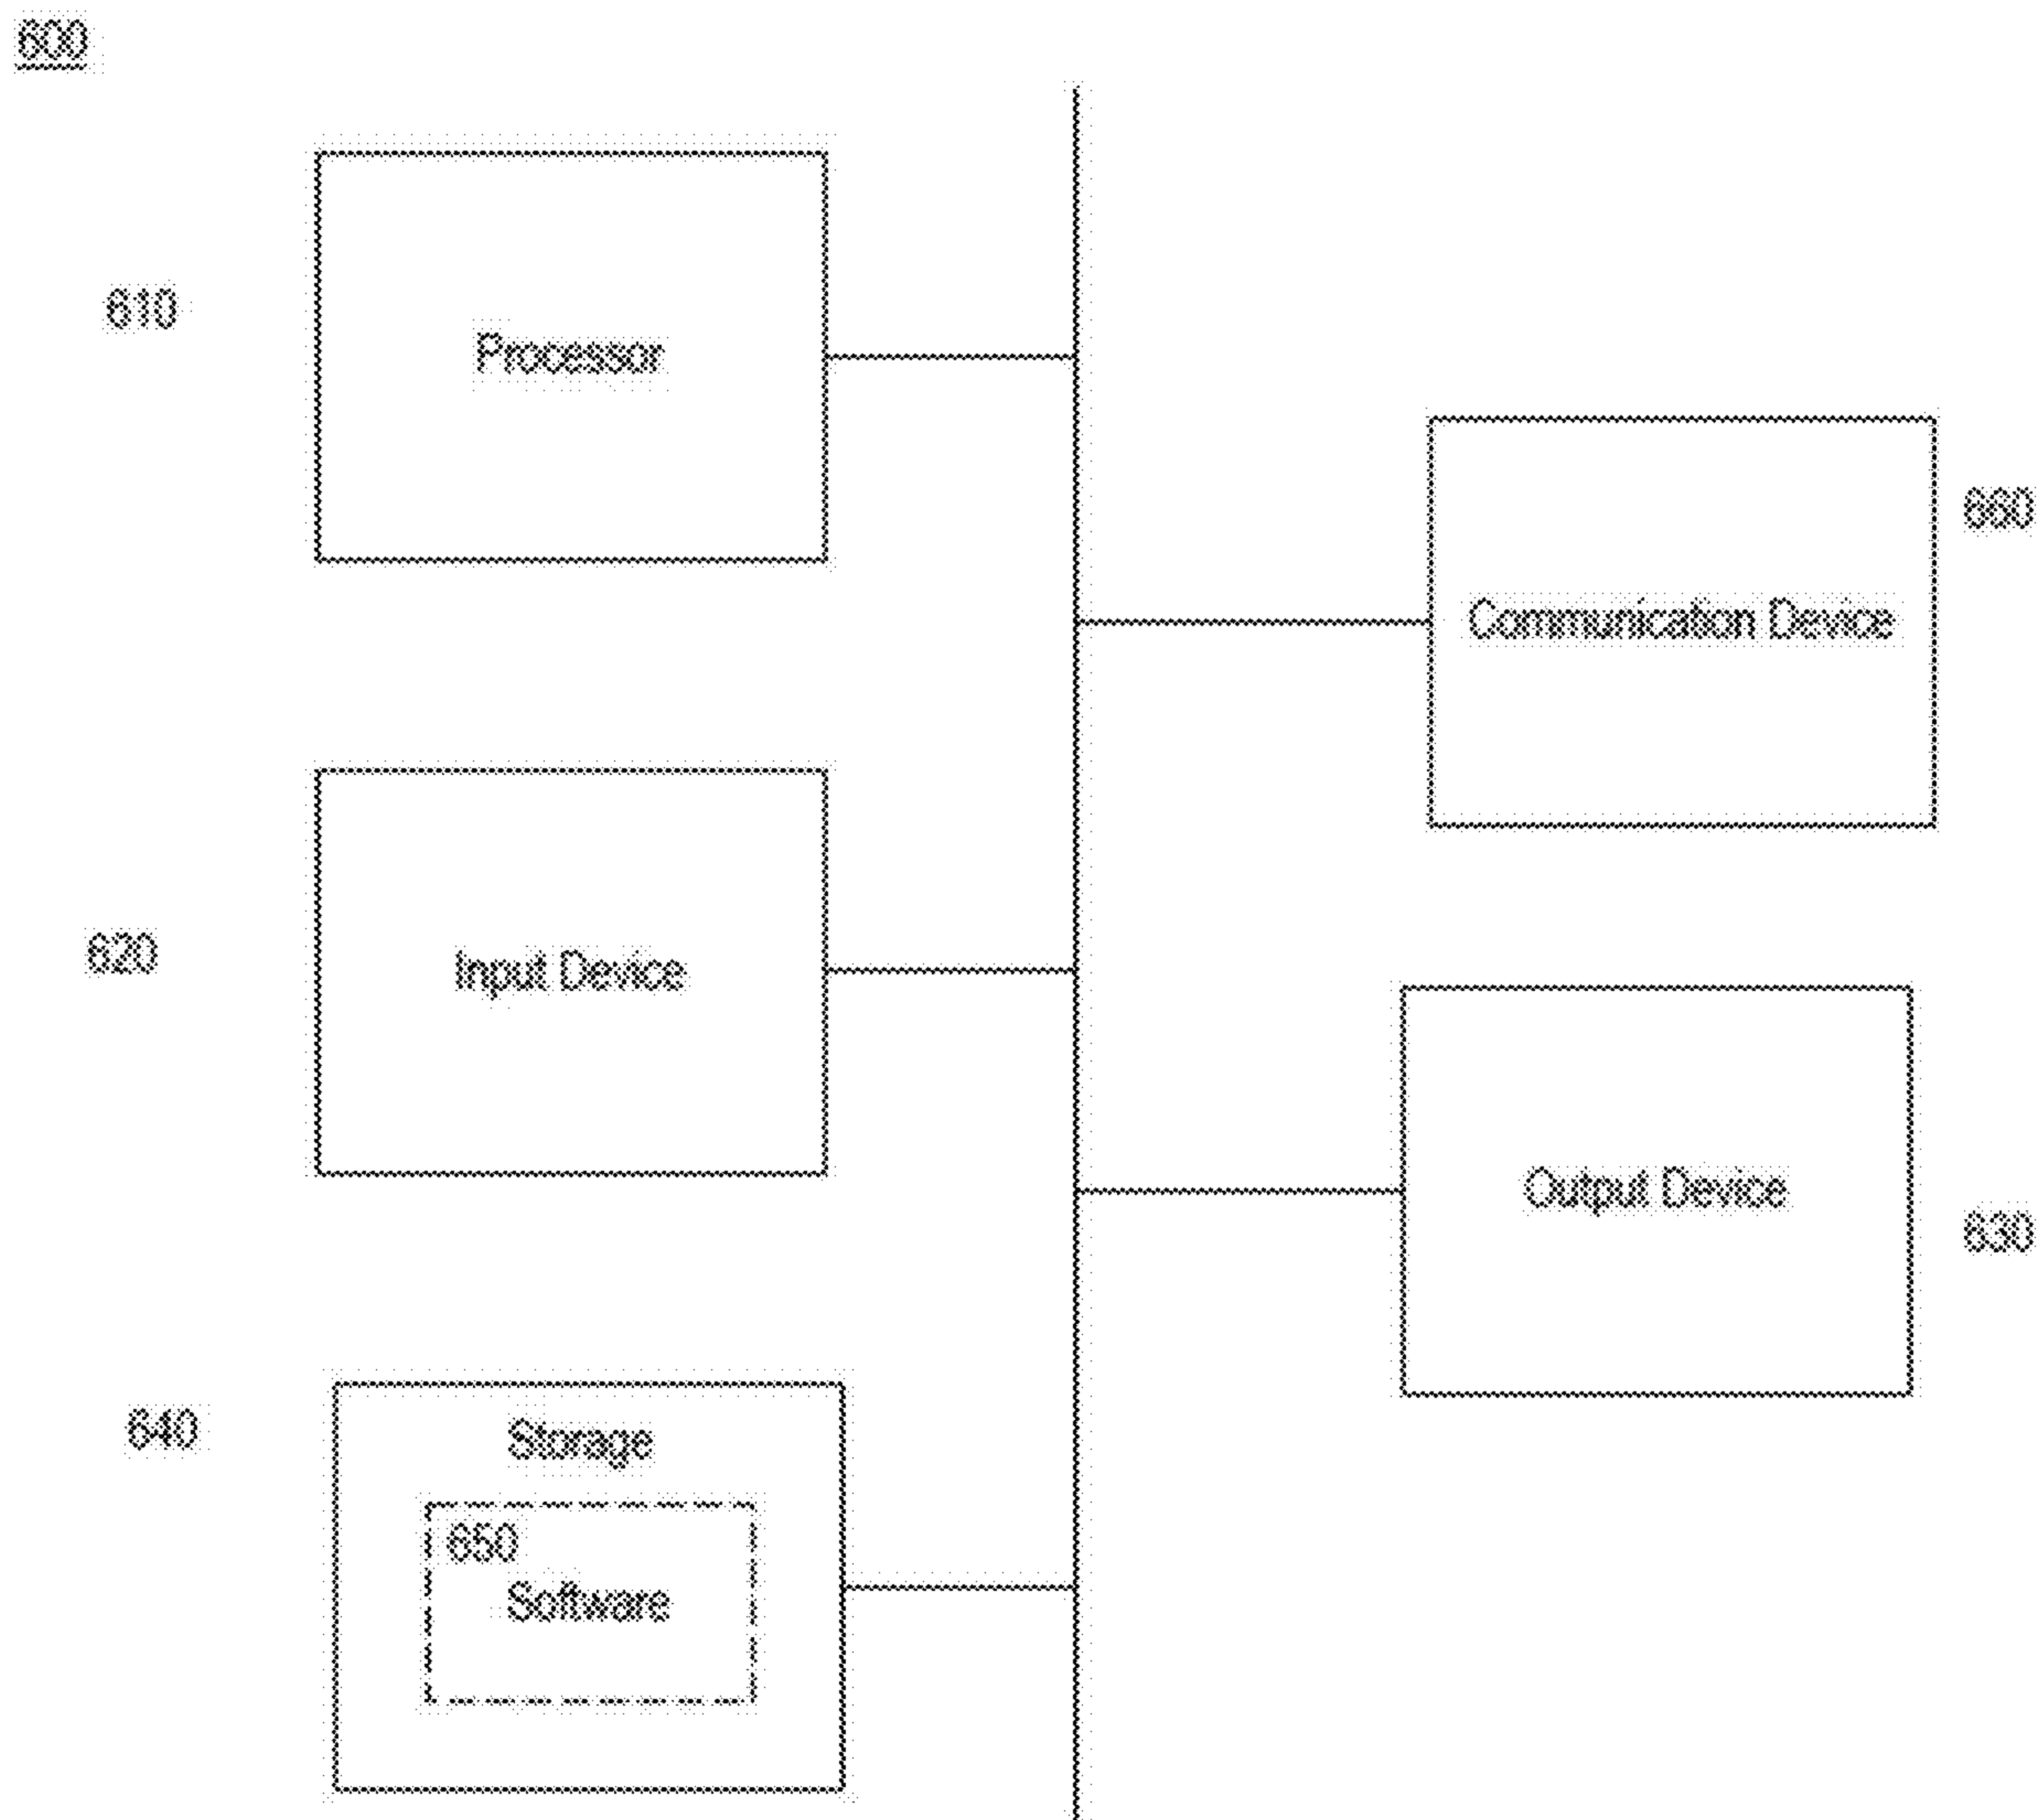 600
610
Processor
660
Communication Device
620
Input Device
Output Device
630
640
Storage
650
Software